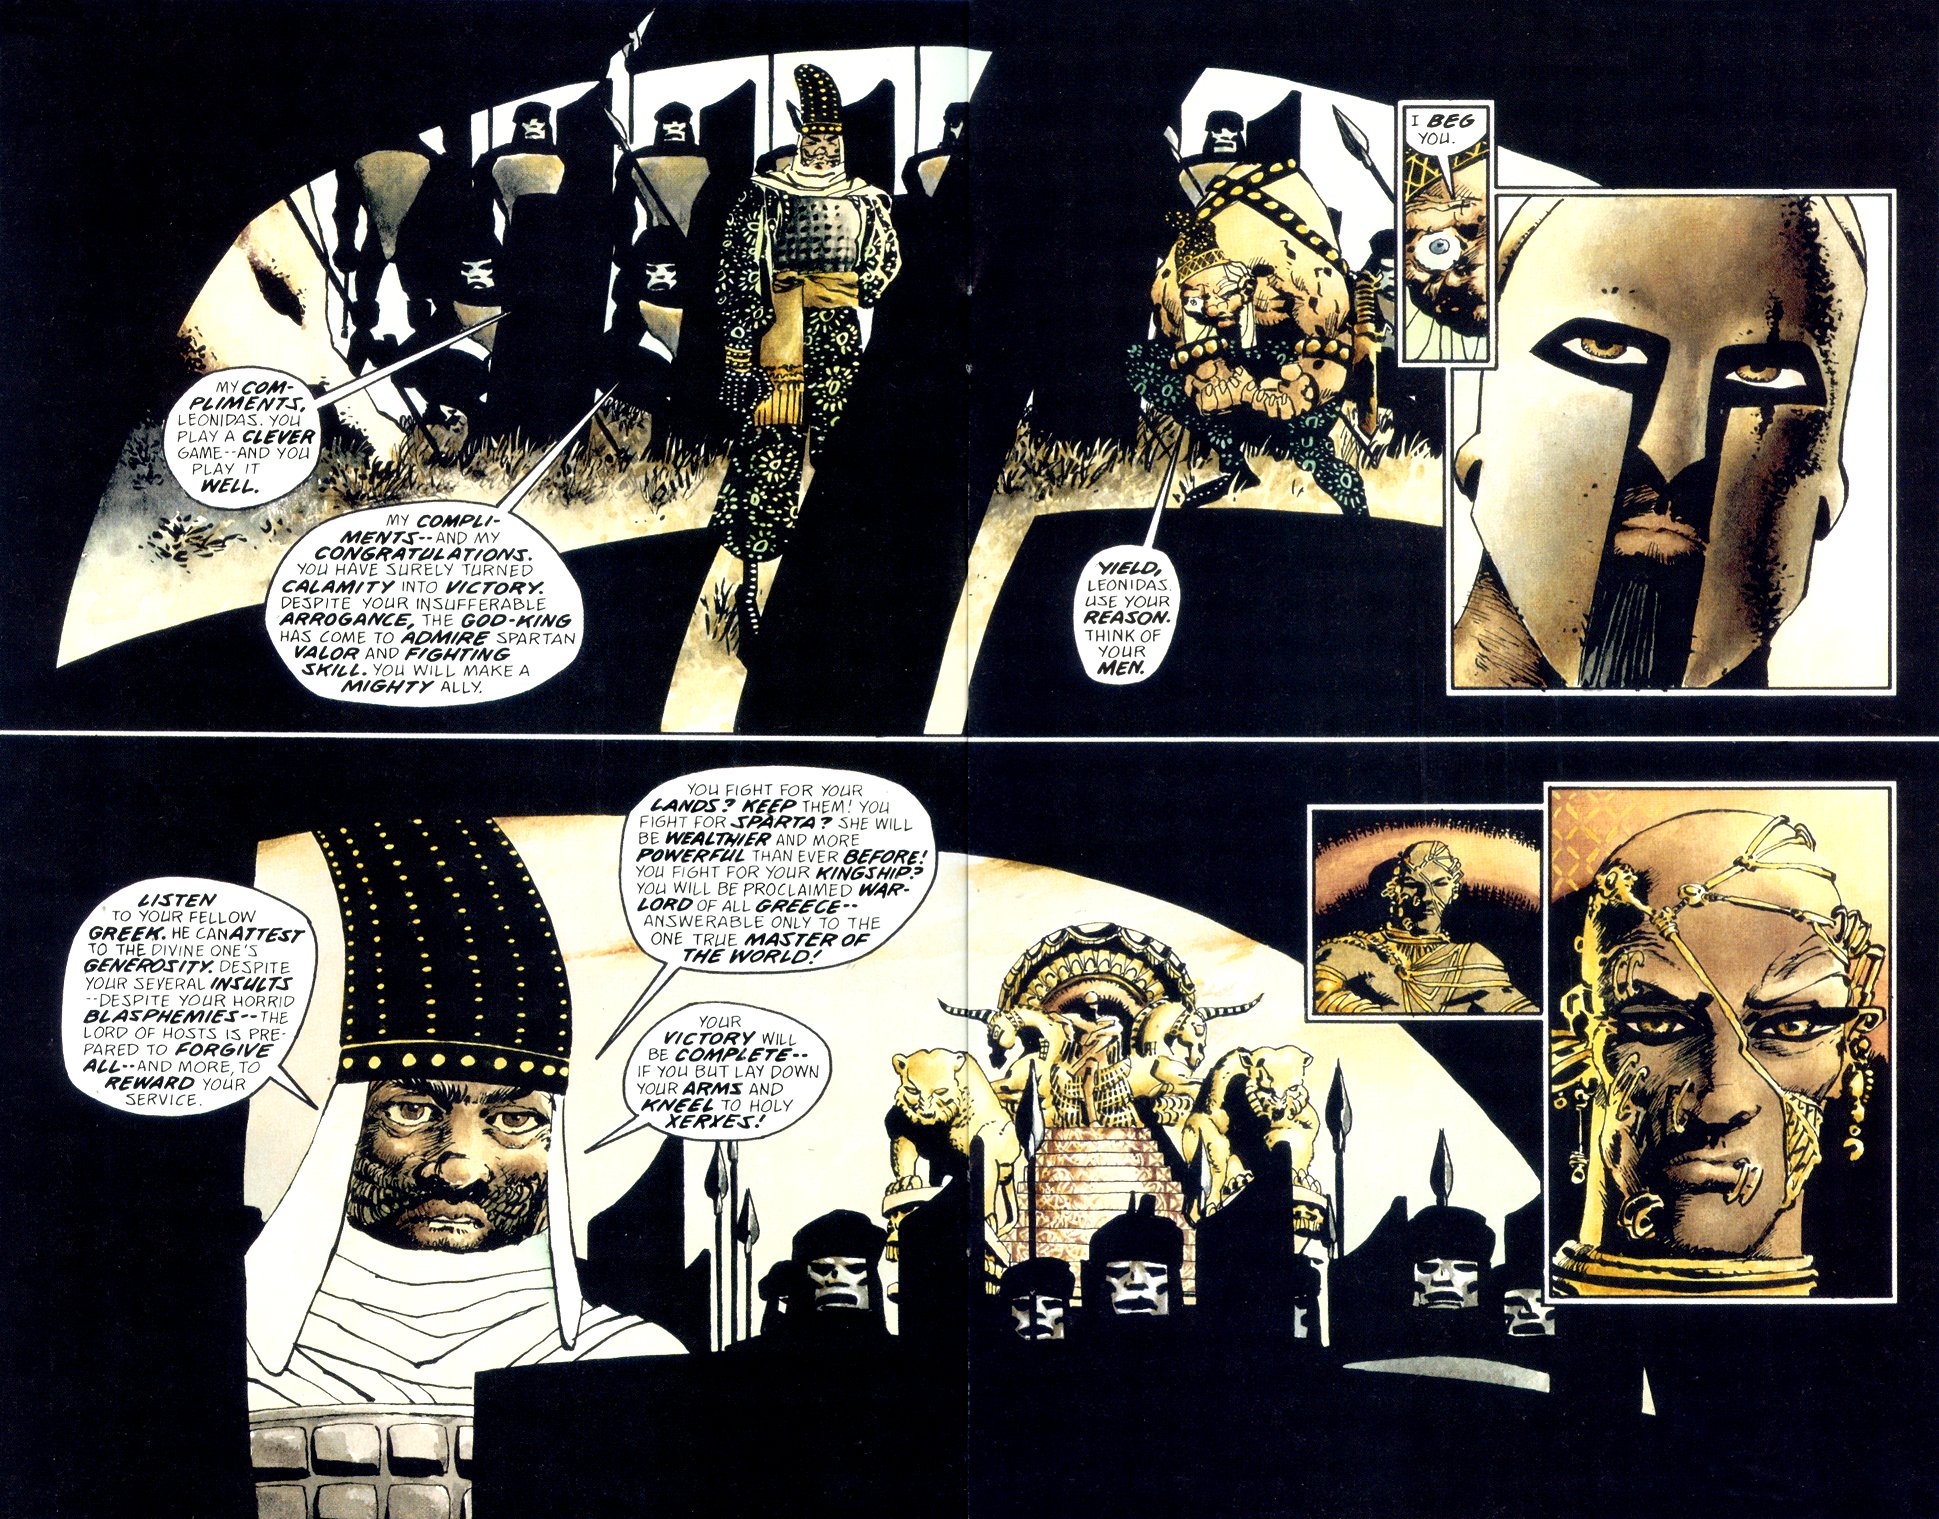 MY COM-
PLIMENTS,
LEONIDAS. YOU
PLAY A CLEVER
GAME--AND YOU
PLAY IT
WELL.
MY COMPLI-
MENTS--AND MY
CONGRATULATIONS.
YOU HAVE SURELY TURNED
CALAMITY INTO VICTORY.
DESPITE YOUR INSUFFERABLE
ARROGANCE, THE GOD-KING
HAS COME TO ADMIRE SPARTAN
VALOR AND FIGHTING
SKILL. YOU WILL MAKE A
MIGHTY ALLY.
YIELD,
LEONIDAS.
USE YOUR
REASON.
THINK OF
YOUR
MEN.
I BEG
YOU.
LISTEN
TO YOUR FELLOW
GREEK. HE CAN ATTEST
TO THE DIVINE ONE'S
GENEROSITY. DESPITE
YOUR SEVERAL INSULTS
--DESPITE YOUR HORRID
BLASPHEMIES--THE
LORD OF HOSTS IS PRE-
PARED TO FORGIVE
ALL--AND MORE, TO
REWARD YOUR
SERVICE.
YOU FIGHT FOR YOUR
LANDS? KEEP THEM! YOU
FIGHT FOR SPARTA? SHE WILL
BE WEALTHIER AND MORE
POWERFUL THAN EVER BEFORE!
YOU FIGHT FOR YOUR KINGSHIP?
YOU WILL BE PROCLAIMED WAR-
LORD OF ALL GREECE--
ANSWERABLE ONLY TO THE
ONE TRUE MASTER OF
THE WORLD!
YOUR
VICTORY WILL
BE COMPLETE--
IF YOU BUT LAY DOWN
YOUR ARMS AND
KNEEL TO HOLY
XERXES!